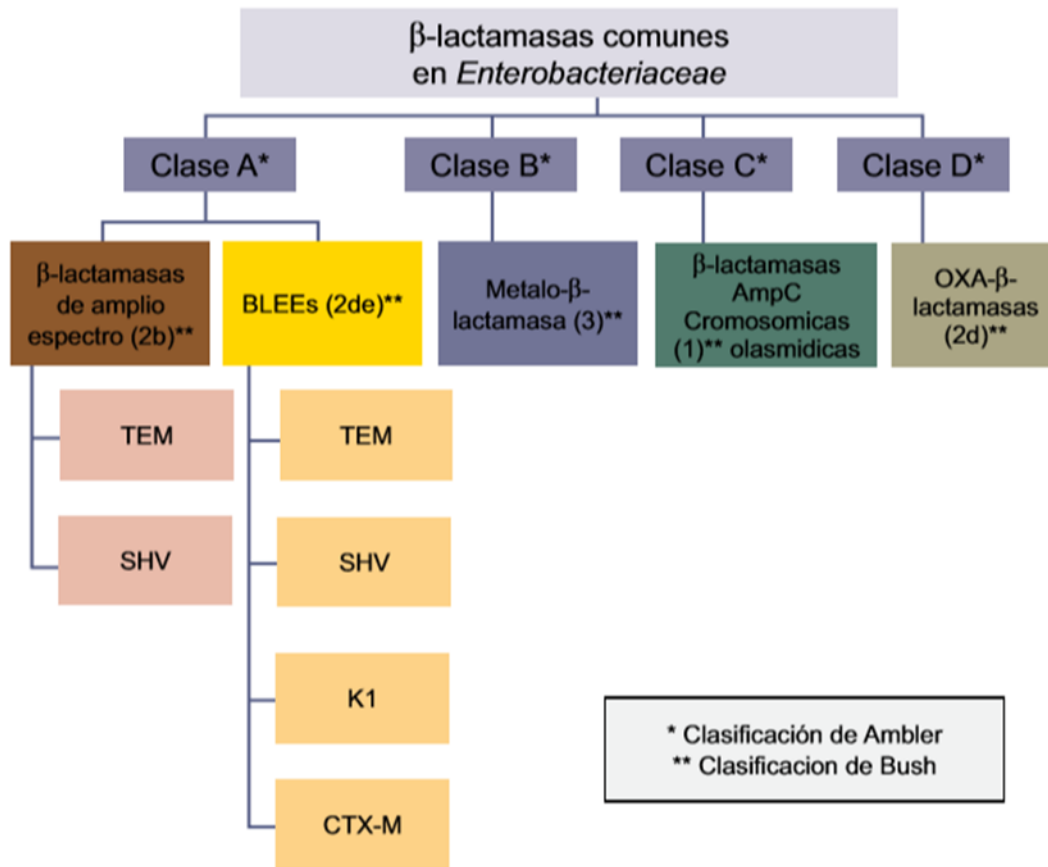 β-lactamasas comunes
en Enterobacteriaceae
Clase A*
Clase B*
Clase C*
Clase D*
β-lactamasas
de amplio
espectro (2b)**
BLEEs (2de)**
Metalo-β-
lactamasa (3)**
β-lactamasas
AmpC
Cromosomicas
(1)** olasmidicas
OXA-β-
lactamasas
(2d)**
TEM
SHV
TEM
SHV
K1
CTX-M
* Clasificación de Ambler
** Clasificacion de Bush